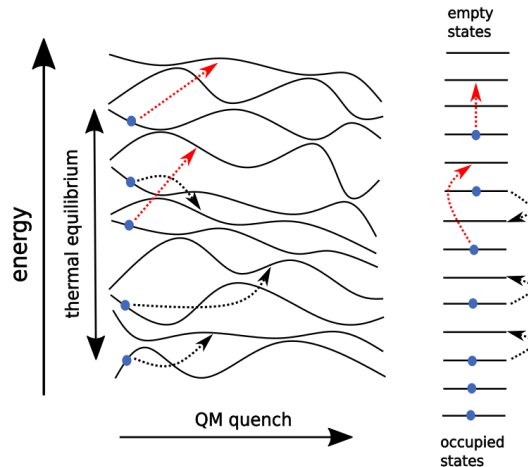 energy
thermal equilibrium
QM quench
empty
states
occupied
states